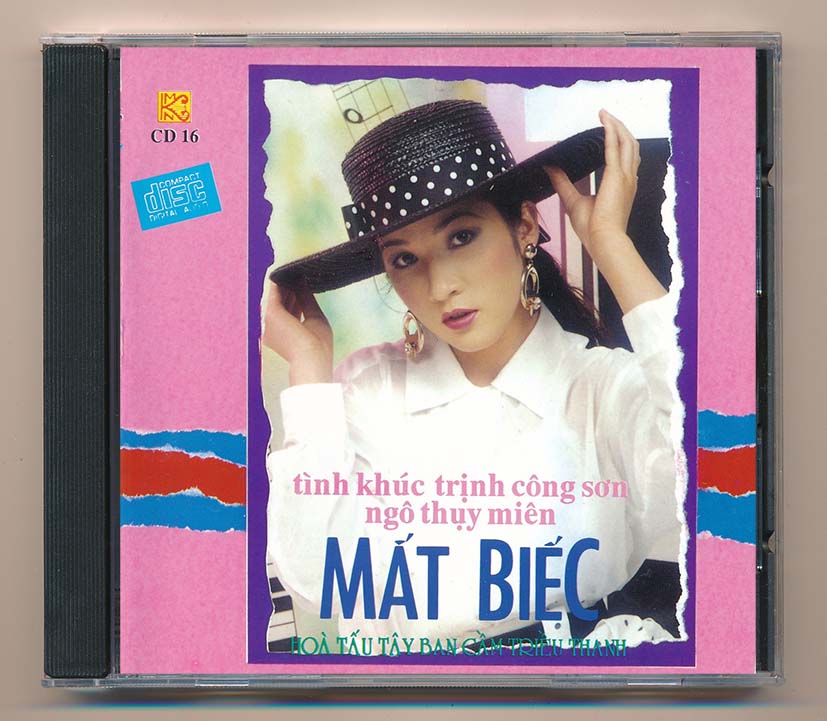 CD 16
COMPACT
disc
DIGITAL AUDIO
tình khúc trịnh công sơn
ngô thụy miên
MẮT BIẾC
HOÀ TẤU TÂY BAN CẦM TRIỀU THANH